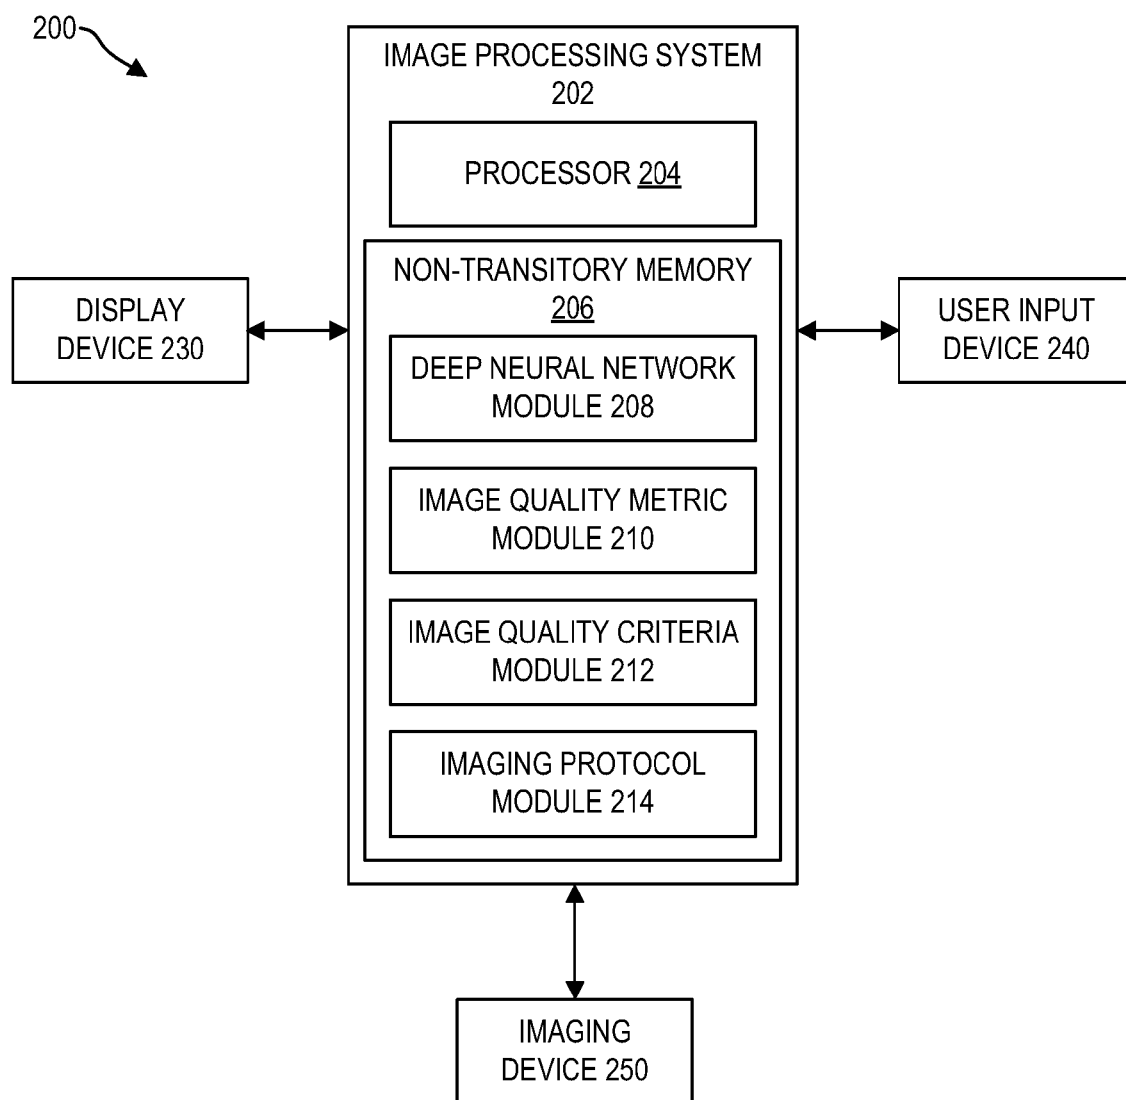 200
IMAGE PROCESSING SYSTEM
202
PROCESSOR 204
NON-TRANSITORY MEMORY
206
DISPLAY
DEVICE 230
USER INPUT
DEVICE 240
DEEP NEURAL NETWORK
MODULE 208
IMAGE QUALITY METRIC
MODULE 210
IMAGE QUALITY CRITERIA
MODULE 212
IMAGING PROTOCOL
MODULE 214
IMAGING
DEVICE 250